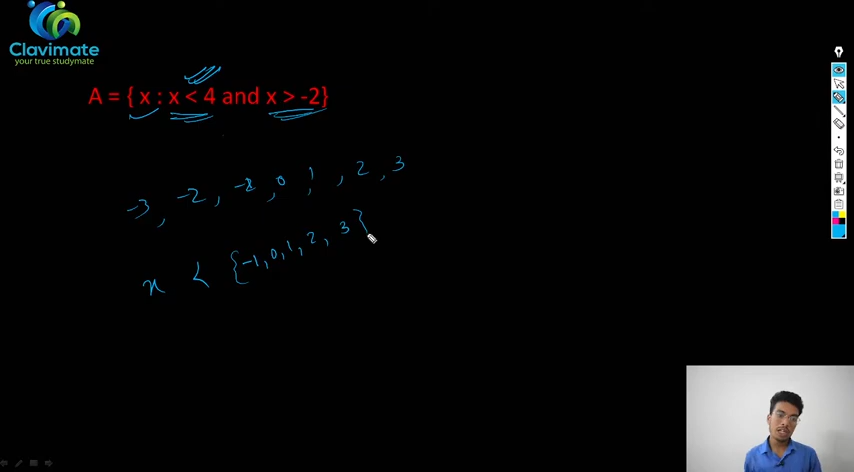 Clavimate
your true studymate
A = { x : x < 4 and x > -2}
-3, -2, -1, 0, 1, 2, 3
x < {-1, 0, 1, 2, 3}